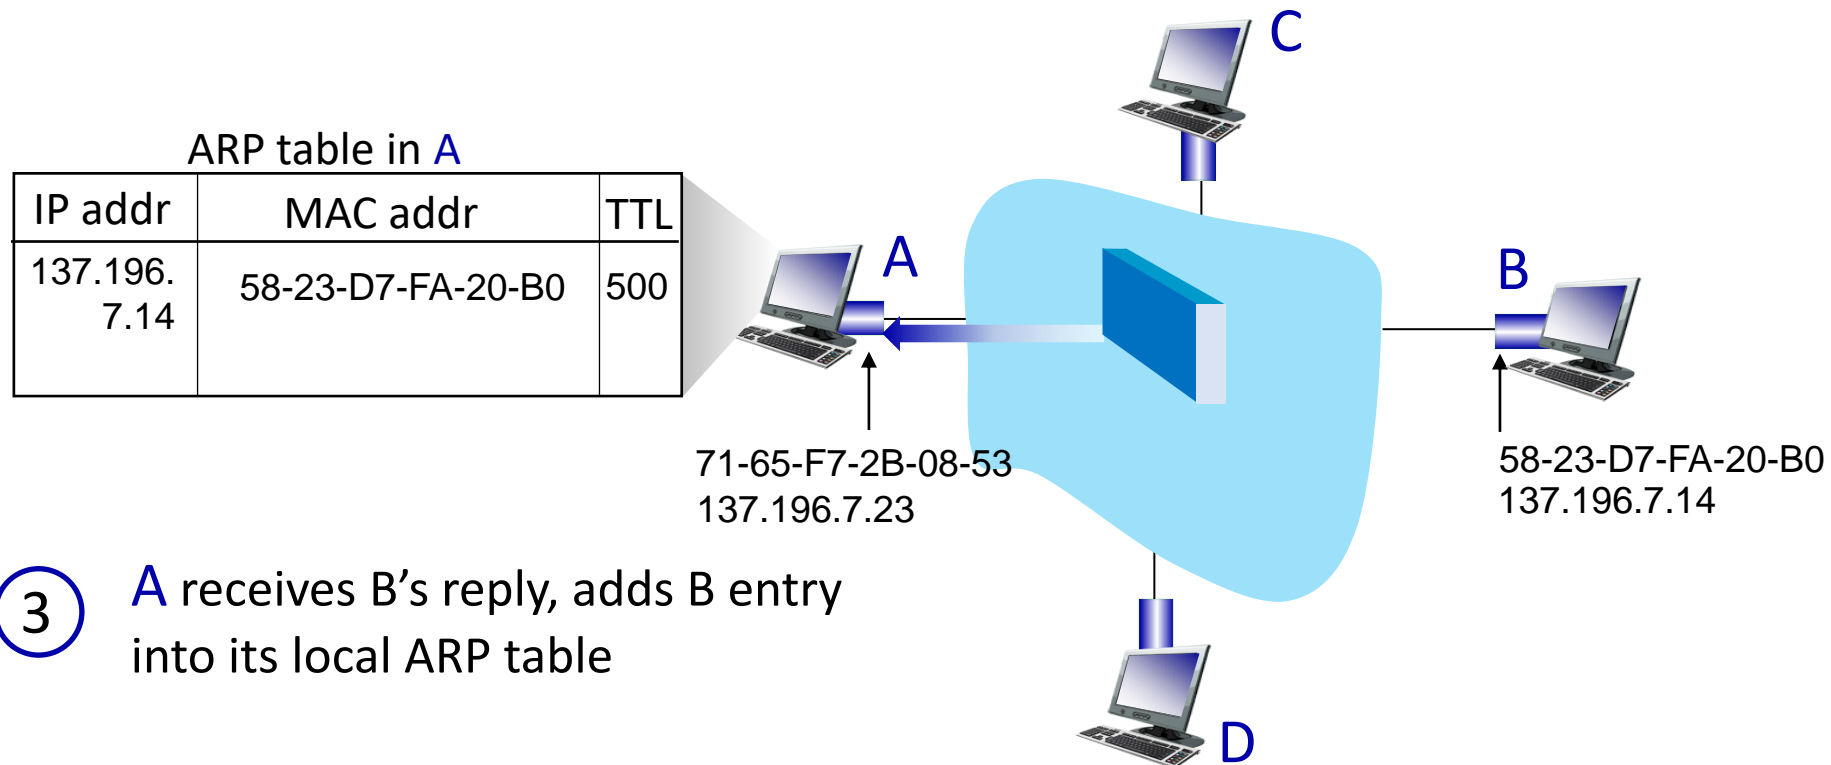 C
ARP table in A
IP addr MAC addr TTL
137.196.
7.14
58-23-D7-FA-20-B0 500
A
B
71-65-F7-2B-08-53
137.196.7.23
58-23-D7-FA-20-B0
137.196.7.14
3
A receives B’s reply, adds B entry
into its local ARP table
D